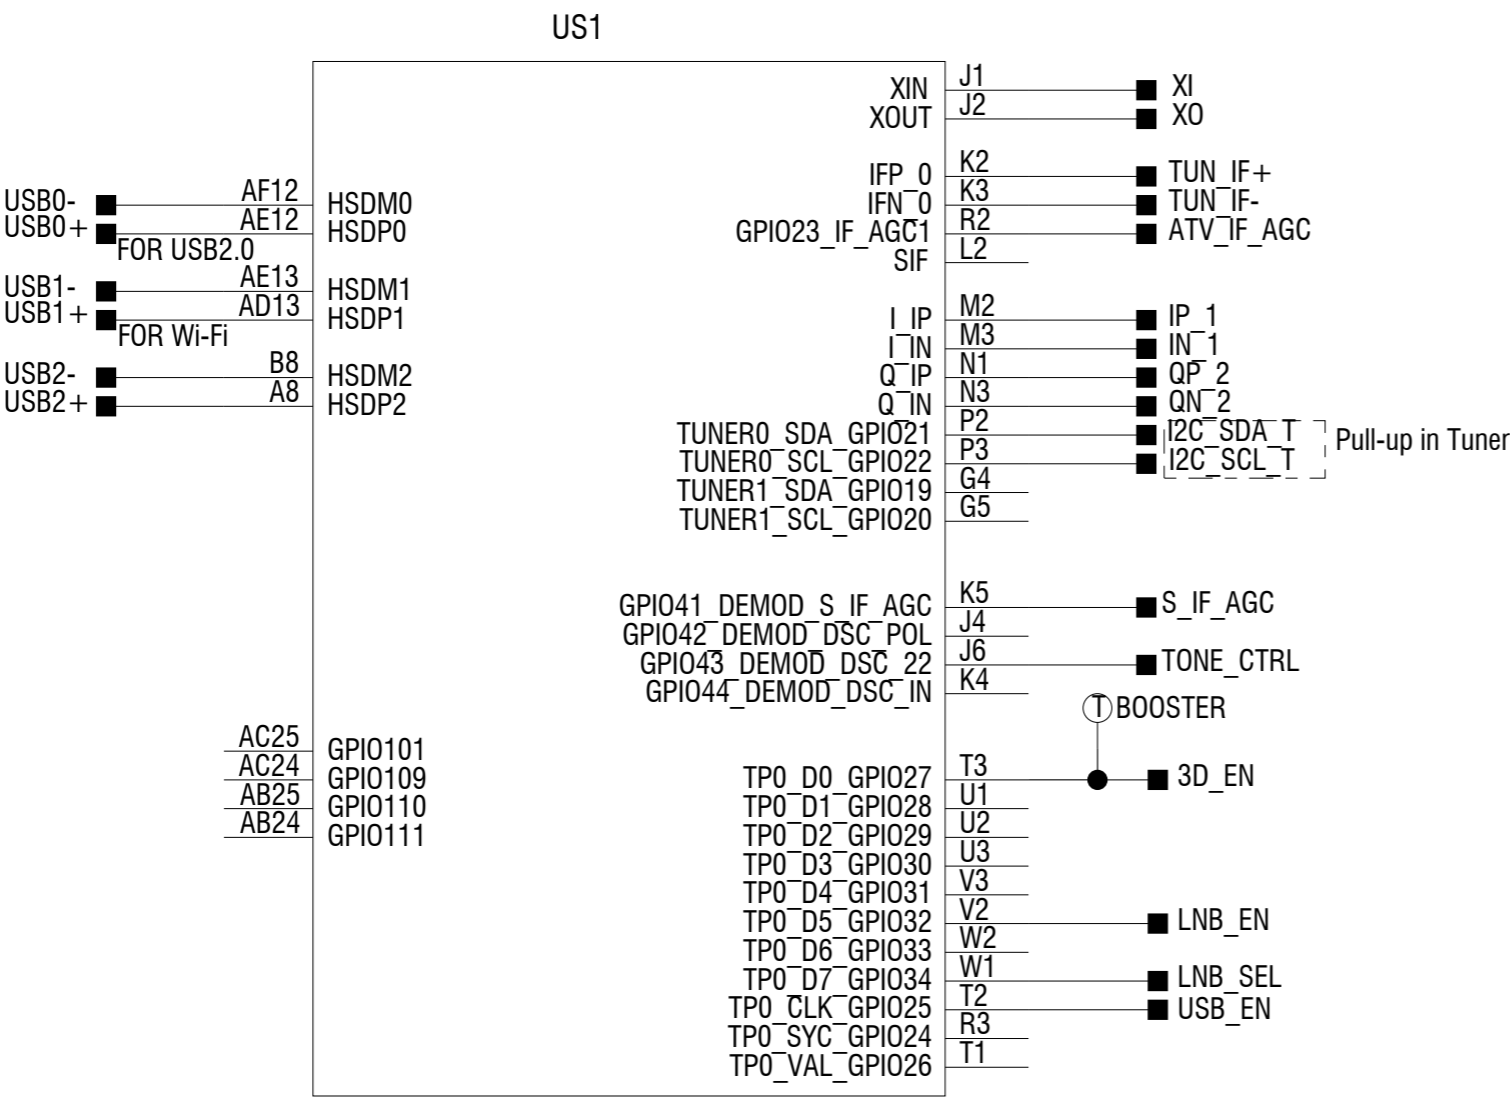 US1
XIN J1 XI
XOUT J2 XO
IFP_0 K2 TUN_IF+
USB0- AF12 HSDM0 IFN_0 K3 TUN_IF-
USB0+ AE12 HSDP0 GPIO23_IF_AGC1 R2 ATV_IF_AGC
FOR USB2.0 SIF L2
USB1- AE13 HSDM1
USB1+ AD13 HSDP1 I_IP M2 IP_1
FOR Wi-Fi I_IN M3 IN_1
USB2- B8 HSDM2 Q_IP N1 QP_2
USB2+ A8 HSDP2 Q_IN N3 QN_2
TUNER0_SDA_GPIO21 P2 I2C_SDA_T Pull-up in Tuner
TUNER0_SCL_GPIO22 P3 I2C_SCL_T
TUNER1_SDA_GPIO19 G4
TUNER1_SCL_GPIO20 G5
GPIO41_DEMOD_S_IF_AGC K5 S_IF_AGC
GPIO42_DEMOD_DSC_POL J4
GPIO43_DEMOD_DSC_22 J6 TONE_CTRL
GPIO44_DEMOD_DSC_IN K4
T BOOSTER
AC25 GPIO101
AC24 GPIO109 TP0_D0_GPIO27 T3 3D_EN
AB25 GPIO110 TP0_D1_GPIO28 U1
AB24 GPIO111 TP0_D2_GPIO29 U2
TP0_D3_GPIO30 U3
TP0_D4_GPIO31 V3
TP0_D5_GPIO32 V2 LNB_EN
TP0_D6_GPIO33 W2
TP0_D7_GPIO34 W1 LNB_SEL
TP0_CLK_GPIO25 T2 USB_EN
TP0_SYC_GPIO24 R3
TP0_VAL_GPIO26 T1